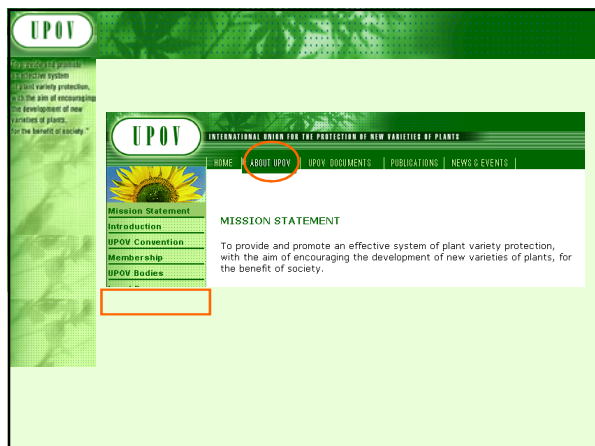 UPOV
"To provide and promote
an effective system
of plant variety protection,
with the aim of encouraging
the development of new
varieties of plants,
for the benefit of society."
UPOV
INTERNATIONAL UNION FOR THE PROTECTION OF NEW VARIETIES OF PLANTS
HOME | ABOUT UPOV | UPOV DOCUMENTS | PUBLICATIONS | NEWS & EVENTS |
Mission Statement
Introduction
UPOV Convention
Membership
UPOV Bodies
MISSION STATEMENT
To provide and promote an effective system of plant variety protection,
with the aim of encouraging the development of new varieties of plants, for
the benefit of society.